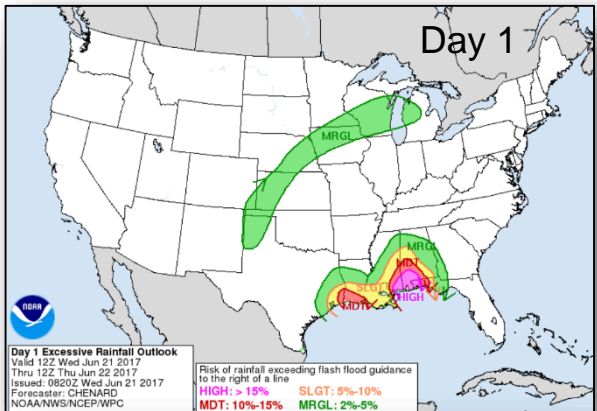 Day 1
MRGL
MRGL
MDT
SLGT
HIGH
MDT
NOAA
Day 1 Excessive Rainfall Outlook
Valid 12Z Wed Jun 21 2017
Thru 12Z Thu Jun 22 2017
Issued: 0820Z Wed Jun 21 2017
Forecaster: CHENARD
NOAA/NWS/NCEP/WPC
Risk of rainfall exceeding flash flood guidance
to the right of a line
HIGH: > 15% SLGT: 5%-10%
MDT: 10%-15% MRGL: 2%-5%